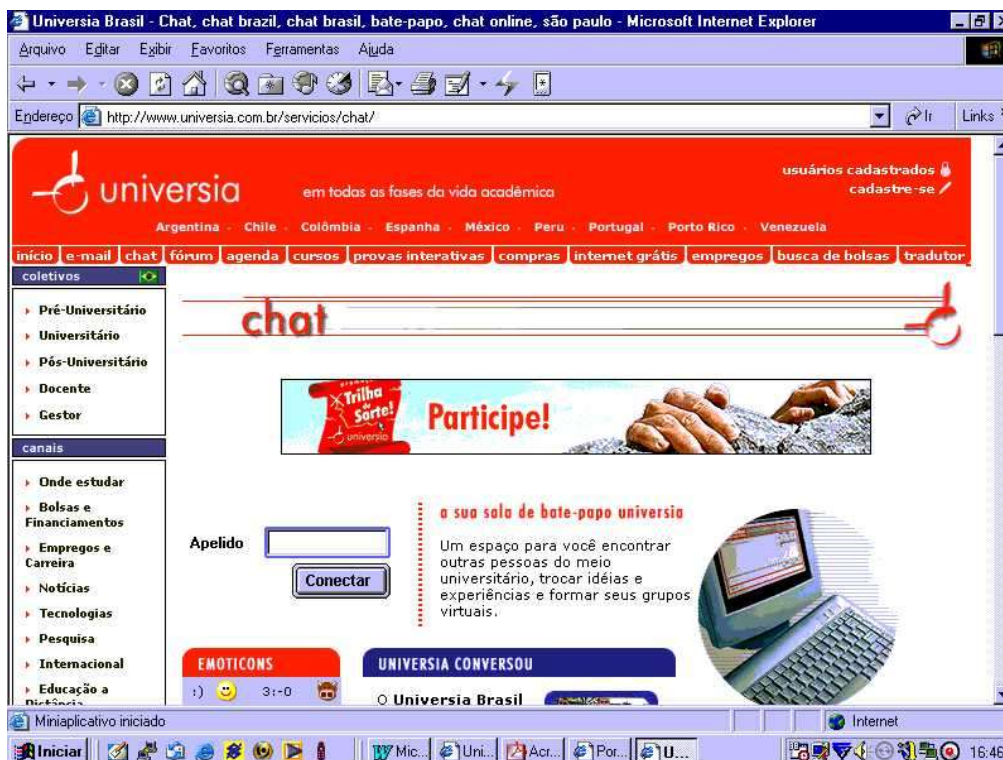 Universia Brasil - Chat, chat brazil, chat brasil, bate-papo, chat online, são paulo - Microsoft Internet Explorer
Arquivo Editar Exibir Favoritos Ferramentas Ajuda
Endereço http://www.universia.com.br/servicios/chat/ Ir Links
universia em todas as fases da vida acadêmica
usuários cadastrados
cadastre-se
Argentina - Chile - Colômbia - Espanha - México - Peru - Portugal - Porto Rico - Venezuela
início e-mail chat fórum agenda cursos provas interativas compras internet grátis empregos busca de bolsas tradutor
coletivos
Pré-Universitário
Universitário
Pós-Universitário
Docente
Gestor
canais
Onde estudar
Bolsas e
Financiamentos
Empregos e
Carreira
Notícias
Tecnologias
Pesquisa
Internacional
Educação a
Distância
chat
Trilha
da
Sorte!
universia
Participe!
Apelido
Conectar
a sua sala de bate-papo universia
Um espaço para você encontrar
outras pessoas do meio
universitário, trocar idéias e
experiências e formar seus grupos
virtuais.
EMOTICONS
:) 3:-0
UNIVERSIA CONVERSOU
O Universia Brasil
Miniaplicativo iniciado Internet
Iniciar Mic... Uni... Acr... Por... U... 16:46